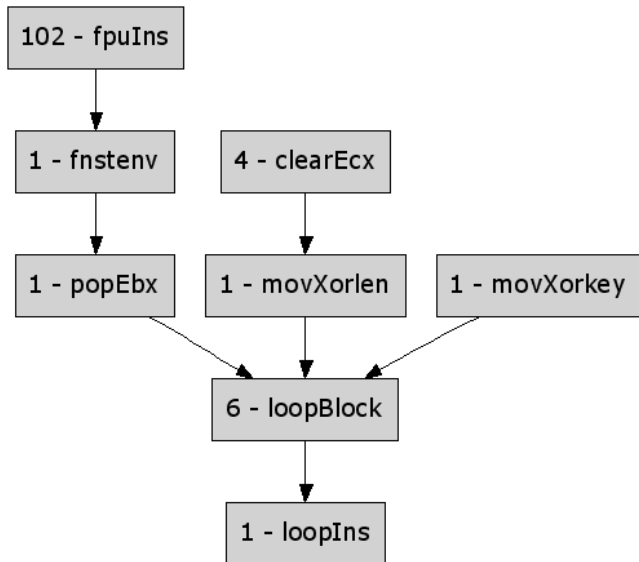 102 - fpuIns
1 - fnstenv
4 - clearEcx
1 - popEbx
1 - movXorlen
1 - movXorkey
6 - loopBlock
1 - loopIns